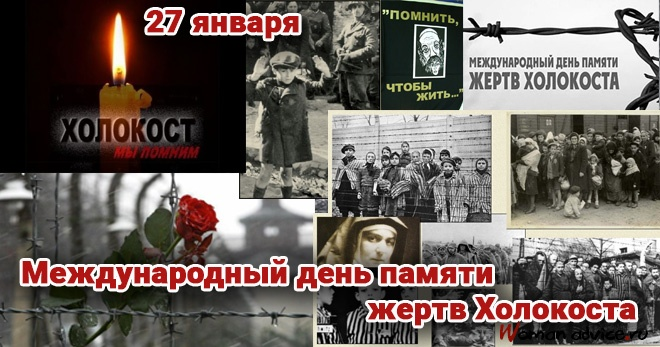 27 января
"ПОМНИТЬ,
ЧТОБЫ
ЖИТЬ..."
МЕЖДУНАРОДНЫЙ ДЕНЬ ПАМЯТИ
ЖЕРТВ ХОЛОКОСТА
ХОЛОКОСТ
МЫ ПОМНИМ
Международный день памяти
жертв Холокоста
Womanadvice.ru